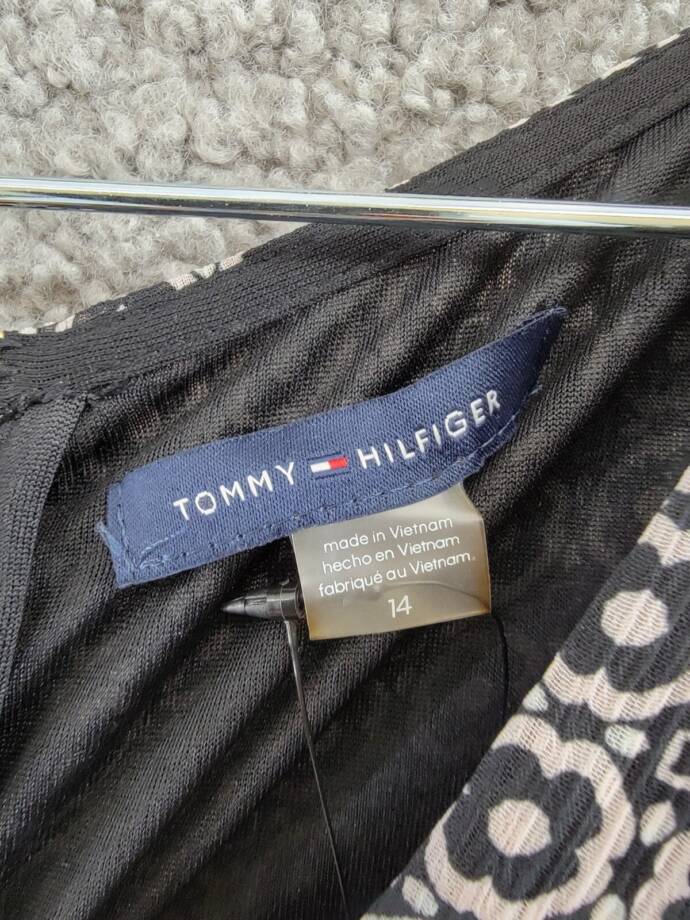 TOMMY HILFIGER
made in Vietnam
hecho en Vietnam
fabriqué au Vietnam.
14